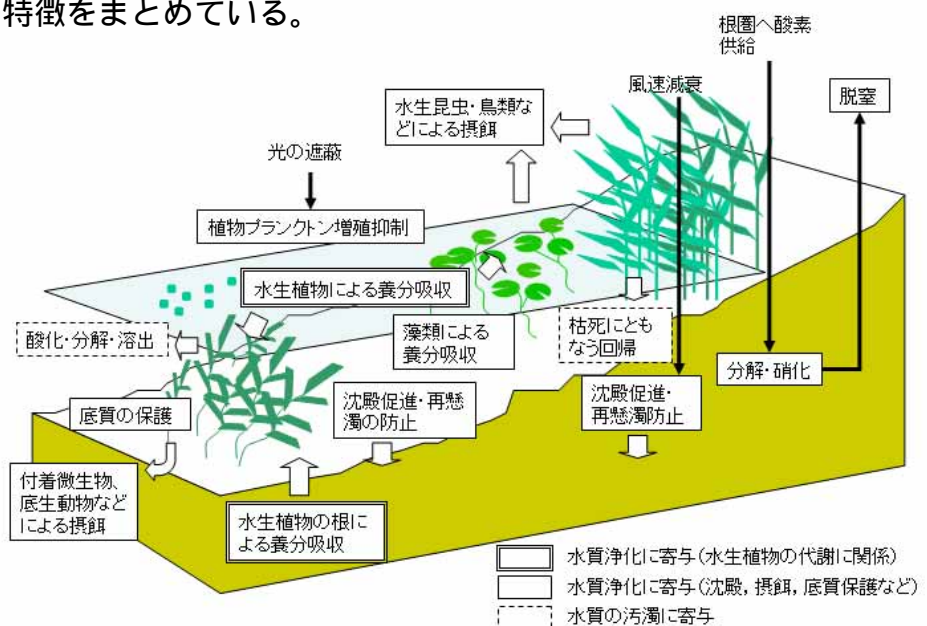 特徴をまとめている。
根圏へ酸素
供給
風速減衰
脱窒
水生昆虫・鳥類な
どによる摂餌
光の遮蔽
植物プランクトン増殖抑制
水生植物による養分吸収
酸化・分解・溶出
藻類による
養分吸収
枯死にとも
なう回帰
分解・硝化
底質の保護
沈殿促進・再懸
濁の防止
沈殿促進・
再懸濁防止
付着微生物、
底生動物など
による摂餌
水生植物の根に
よる養分吸収
水質浄化に寄与(水生植物の代謝に関係)
水質浄化に寄与(沈殿,摂餌,底質保護など)
水質の汚濁に寄与